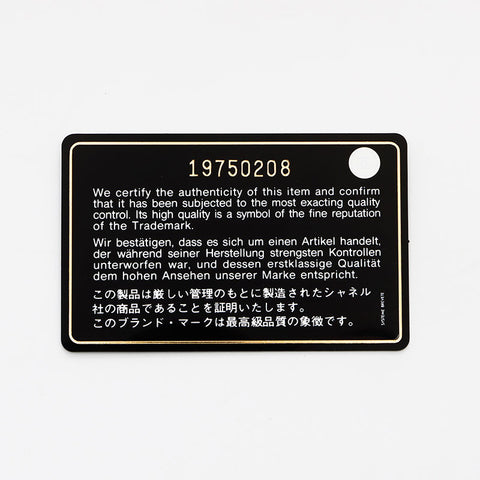 19750208
We certify the authenticity of this item and confirm
that it has been subjected to the most exacting quality
control. Its high quality is a symbol of the fine reputation
of the Trademark.
Wir bestätigen, dass es sich um einen Artikel handelt,
der während seiner Herstellung strengsten Kontrollen
unterworfen war, und dessen erstklassige Qualität
dem hohen Ansehen unserer Marke entspricht.
この製品は厳しい管理のもとに製造されたシャネル
社の商品であることを証明いたします。
このブランド・マークは最高級品質の象徴です。
SYSTEME BREVETE